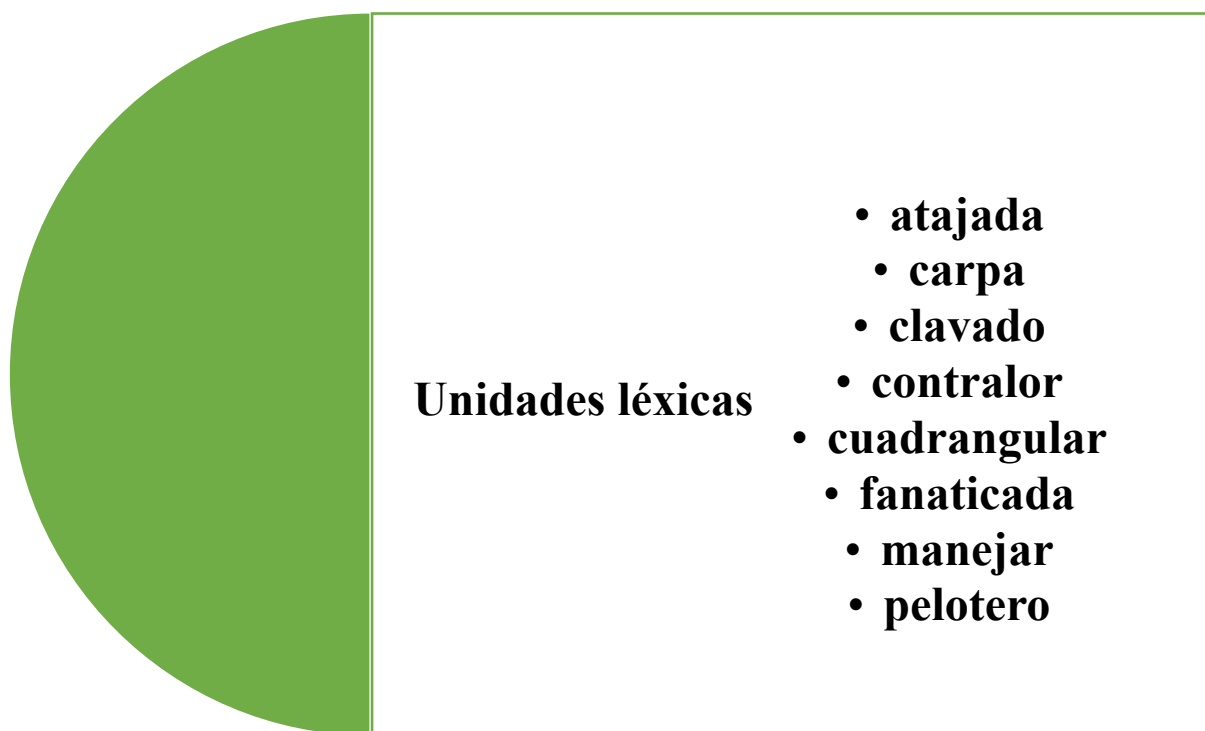 Unidades léxicas
• atajada
• carpa
• clavado
• contralor
• cuadrangular
• fanaticada
• manejar
• pelotero